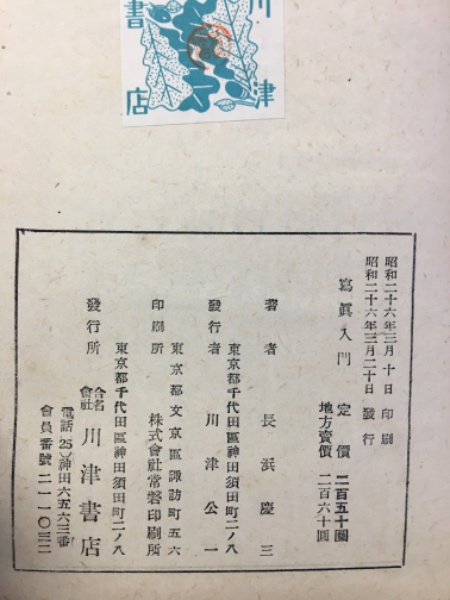 川津
書店
昭和二十六年三月十日 印刷
昭和二十六年三月二十日 發行
寫眞入門 定價 二百五十圓
地方賣價 二百六十圓
著者 長浜慶三
東京都千代田區神田須田町二ノ八
發行者 川津公一
東京都文京區諏訪町五六
印刷所 株式會社常磐印刷所
東京都千代田區神田須田町二ノ八
發行所 合名會社 川津書店
電話(25)神田六五六三番
會員番號 二一一〇三二